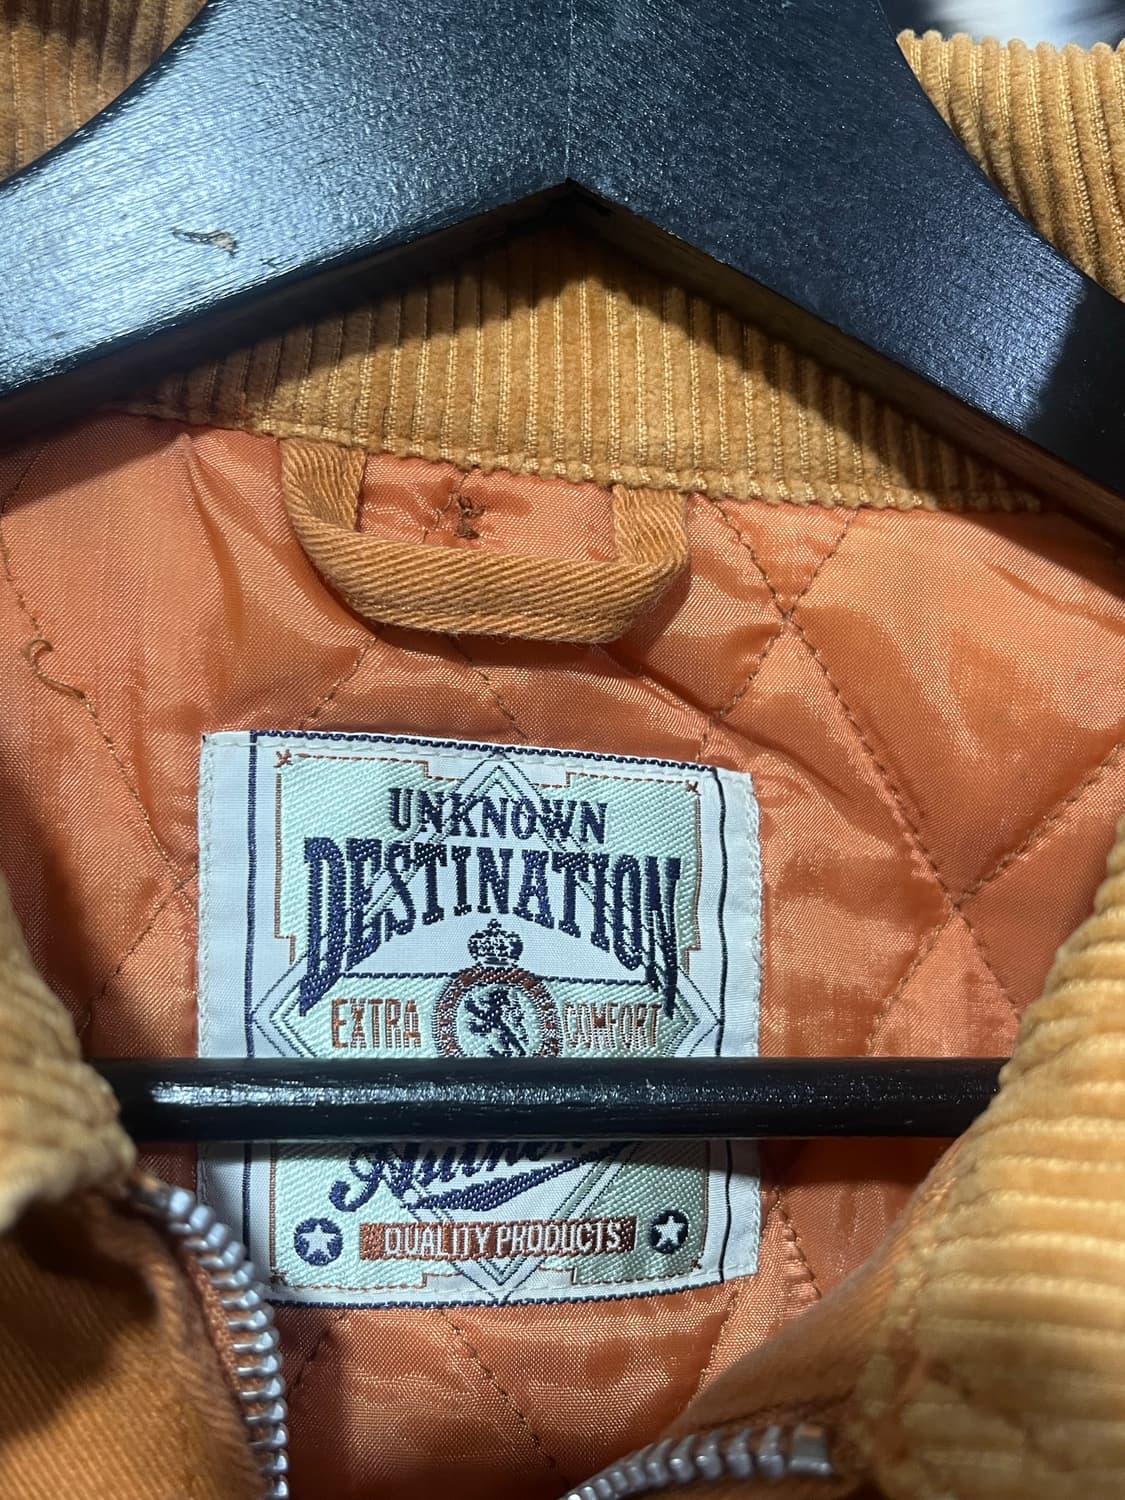 UNKNOWN
DESTINATION
EXTRA COMFORT
QUALITY PRODUCTS